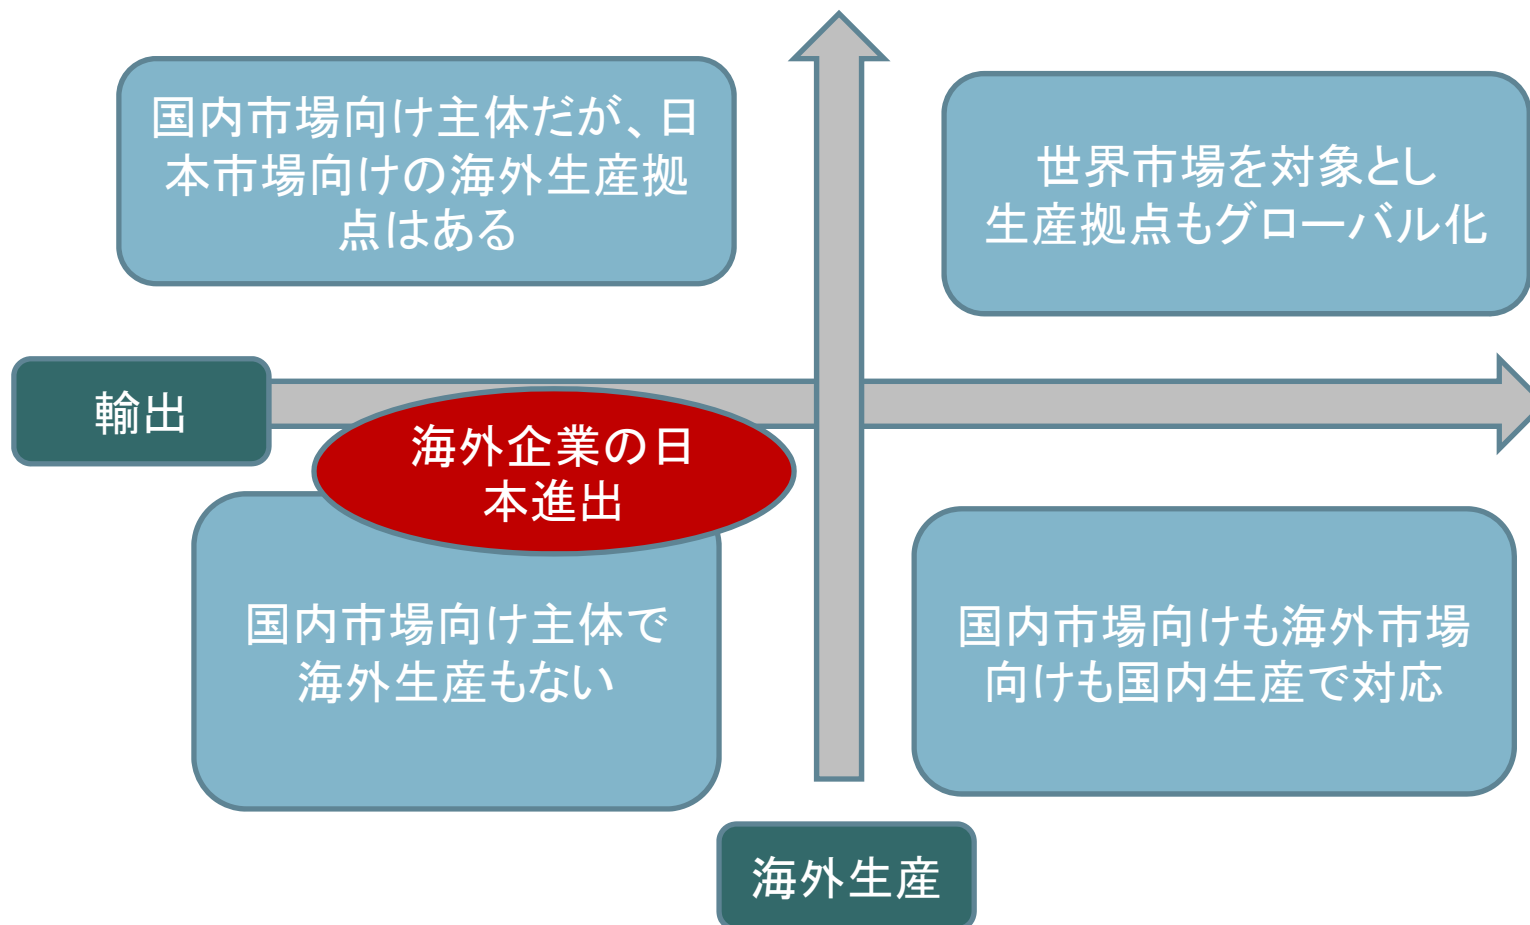 国内市場向け主体だが、日
本市場向けの海外生産拠
点はある
世界市場を対象とし
生産拠点もグローバル化
輸出
海外企業の日
本進出
国内市場向け主体で
海外生産もない
国内市場向けも海外市場
向けも国内生産で対応
海外生産